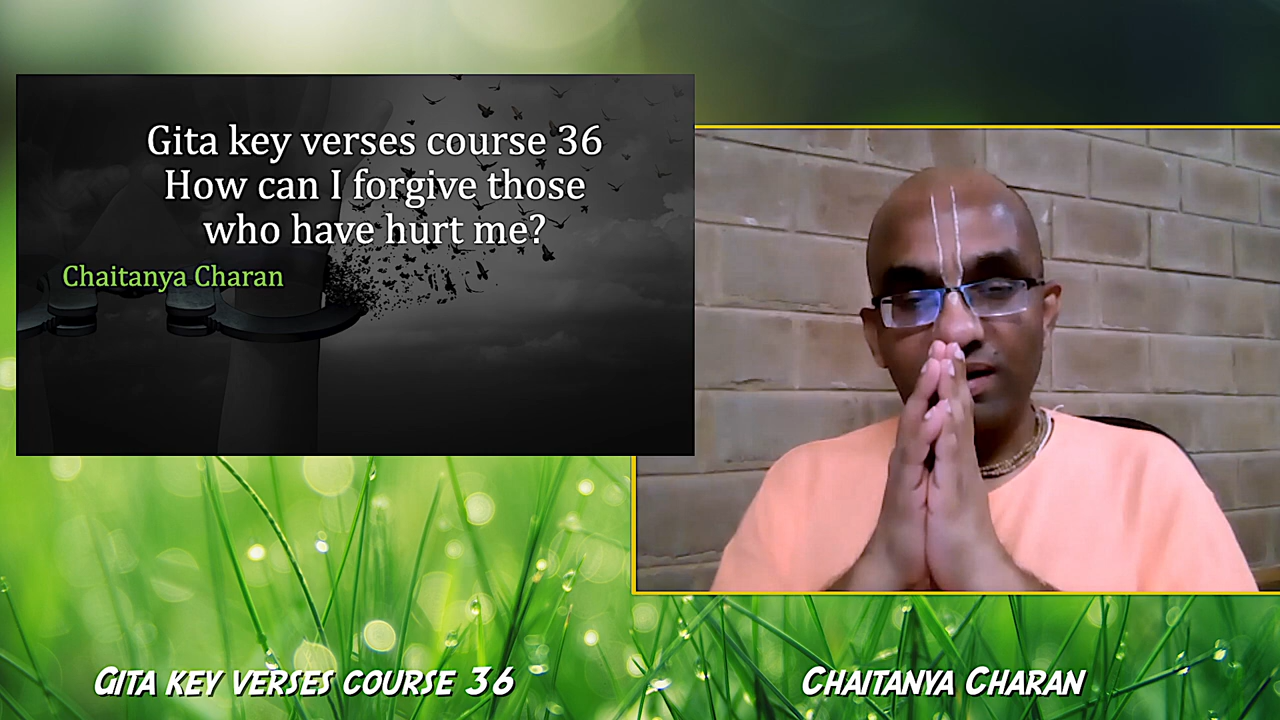 Gita key verses course 36
How can I forgive those
who have hurt me?
Chaitanya Charan
Gita key verses course 36
Chaitanya Charan